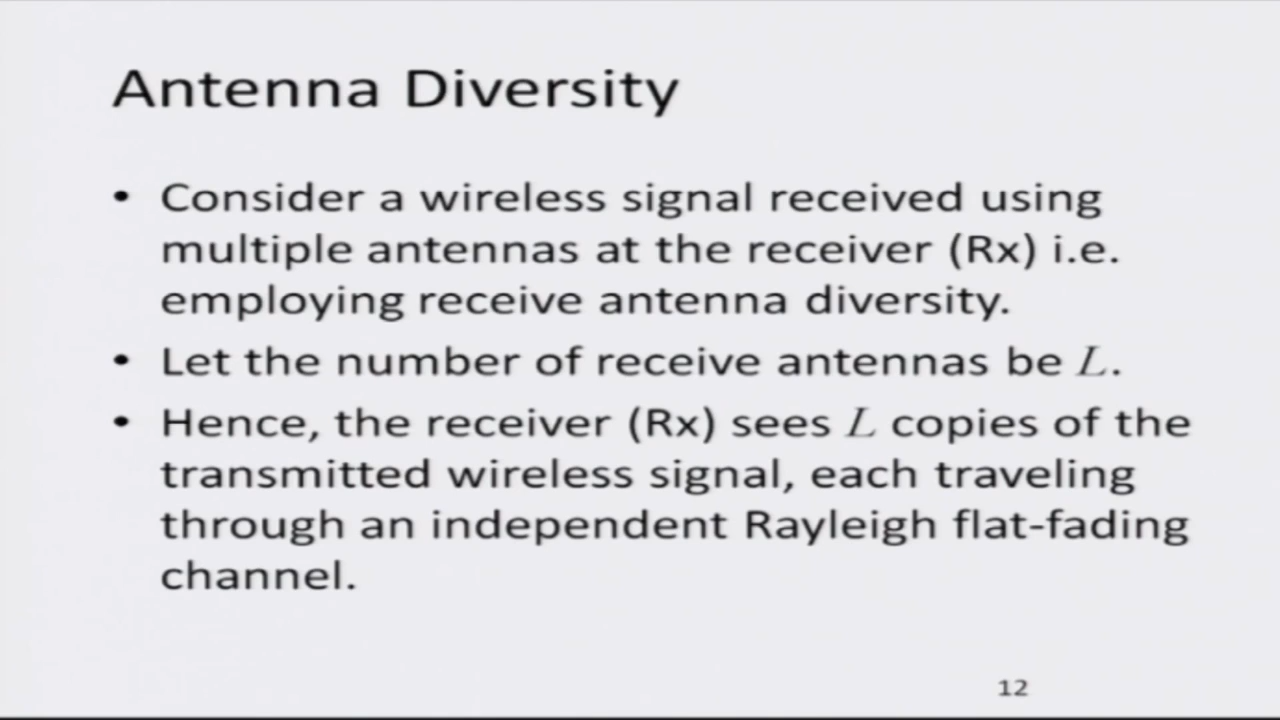 Antenna Diversity
• Consider a wireless signal received using
multiple antennas at the receiver (Rx) i.e.
employing receive antenna diversity.
• Let the number of receive antennas be L.
• Hence, the receiver (Rx) sees L copies of the
transmitted wireless signal, each traveling
through an independent Rayleigh flat-fading
channel.
12